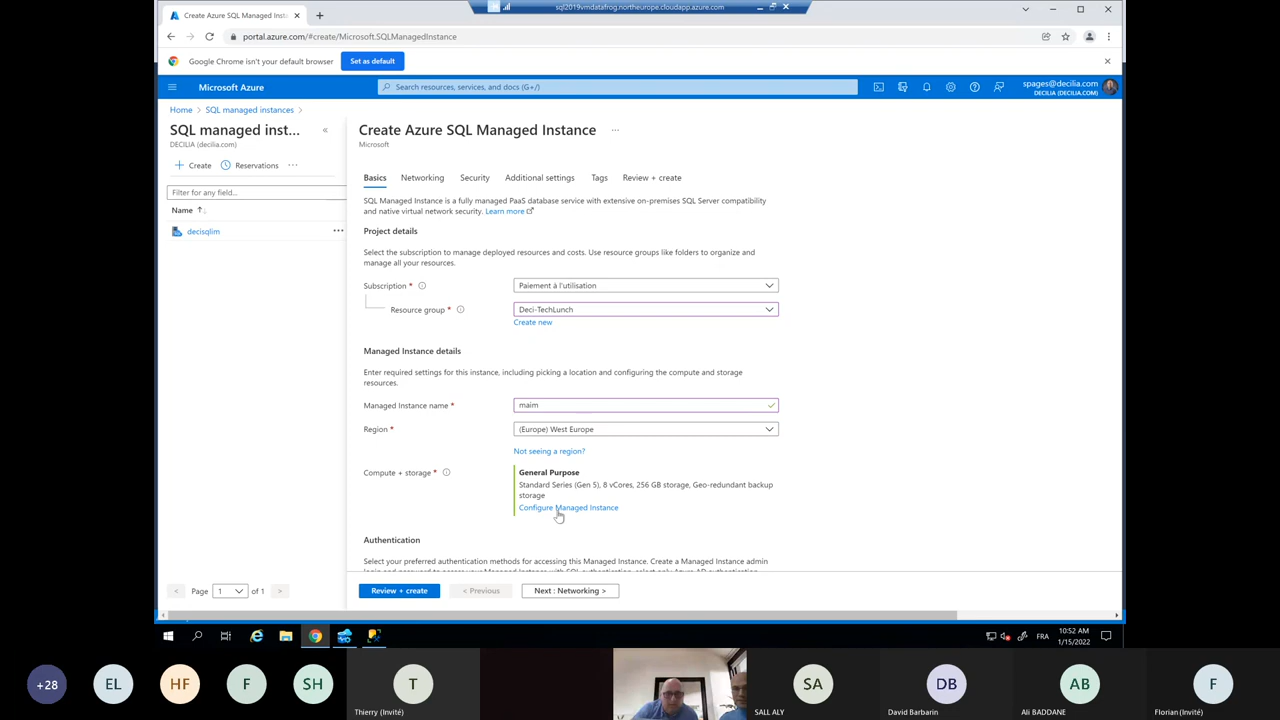 Create Azure SQL Managed Insta
sql2019vmdatafrog.northeurope.cloudapp.azure.com
portal.azure.com/#create/Microsoft.SQLManagedInstance
Google Chrome isn't your default browser
Set as default
Microsoft Azure
Search resources, services, and docs (G+/)
spages@decilia.com
DECILIA (DECILIA.COM)
Home > SQL managed instances >
SQL managed inst...
DECILIA (decilia.com)
Create
Reservations
...
Filter for any field...
Name
decisqlim
...
Page 1 of 1
Create Azure SQL Managed Instance
...
Microsoft
Basics
Networking
Security
Additional settings
Tags
Review + create
SQL Managed Instance is a fully managed PaaS database service with extensive on-premises SQL Server compatibility
and native virtual network security. Learn more
Project details
Select the subscription to manage deployed resources and costs. Use resource groups like folders to organize and
manage all your resources.
Subscription *
Paiement à l'utilisation
Resource group *
Deci-TechLunch
Create new
Managed Instance details
Enter required settings for this instance, including picking a location and configuring the compute and storage
resources.
Managed Instance name *
maim
Region *
(Europe) West Europe
Not seeing a region?
Compute + storage *
General Purpose
Standard Series (Gen 5), 8 vCores, 256 GB storage, Geo-redundant backup
storage
Configure Managed Instance
Authentication
Select your preferred authentication methods for accessing this Managed Instance. Create a Managed Instance admin
Review + create
< Previous
Next : Networking >
FRA
10:52 AM
1/15/2022
+28
EL
HF
F
SH
T
Thierry (Invité)
SA
SALL ALY
DB
David Barbarin
AB
Ali BADDANE
F
Florian (Invité)